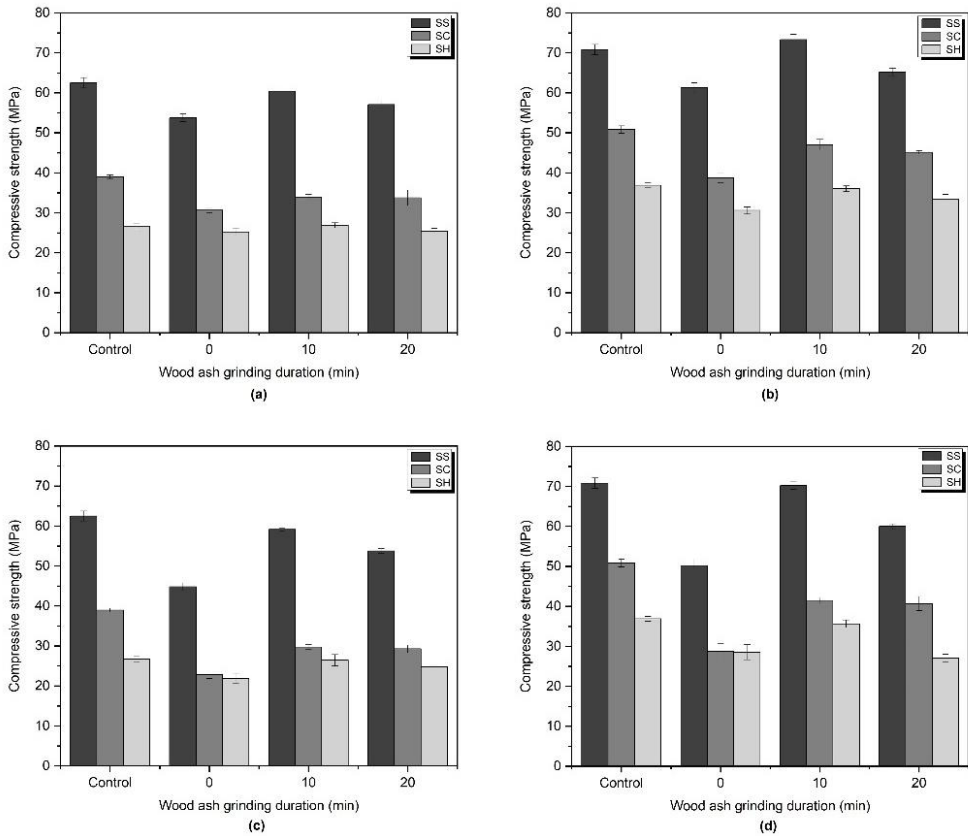 80
70
60
50
40
30
20
10
0
Compressive strength (MPa)
SS
SC
SH
Control 0 10 20
Wood ash grinding duration (min)
(a)
80
70
60
50
40
30
20
10
0
Compressive strength (MPa)
SS
SC
SH
Control 0 10 20
Wood ash grinding duration (min)
(b)
80
70
60
50
40
30
20
10
0
Compressive strength (MPa)
SS
SC
SH
Control 0 10 20
Wood ash grinding duration (min)
(c)
80
70
60
50
40
30
20
10
0
Compressive strength (MPa)
SS
SC
SH
Control 0 10 20
Wood ash grinding duration (min)
(d)